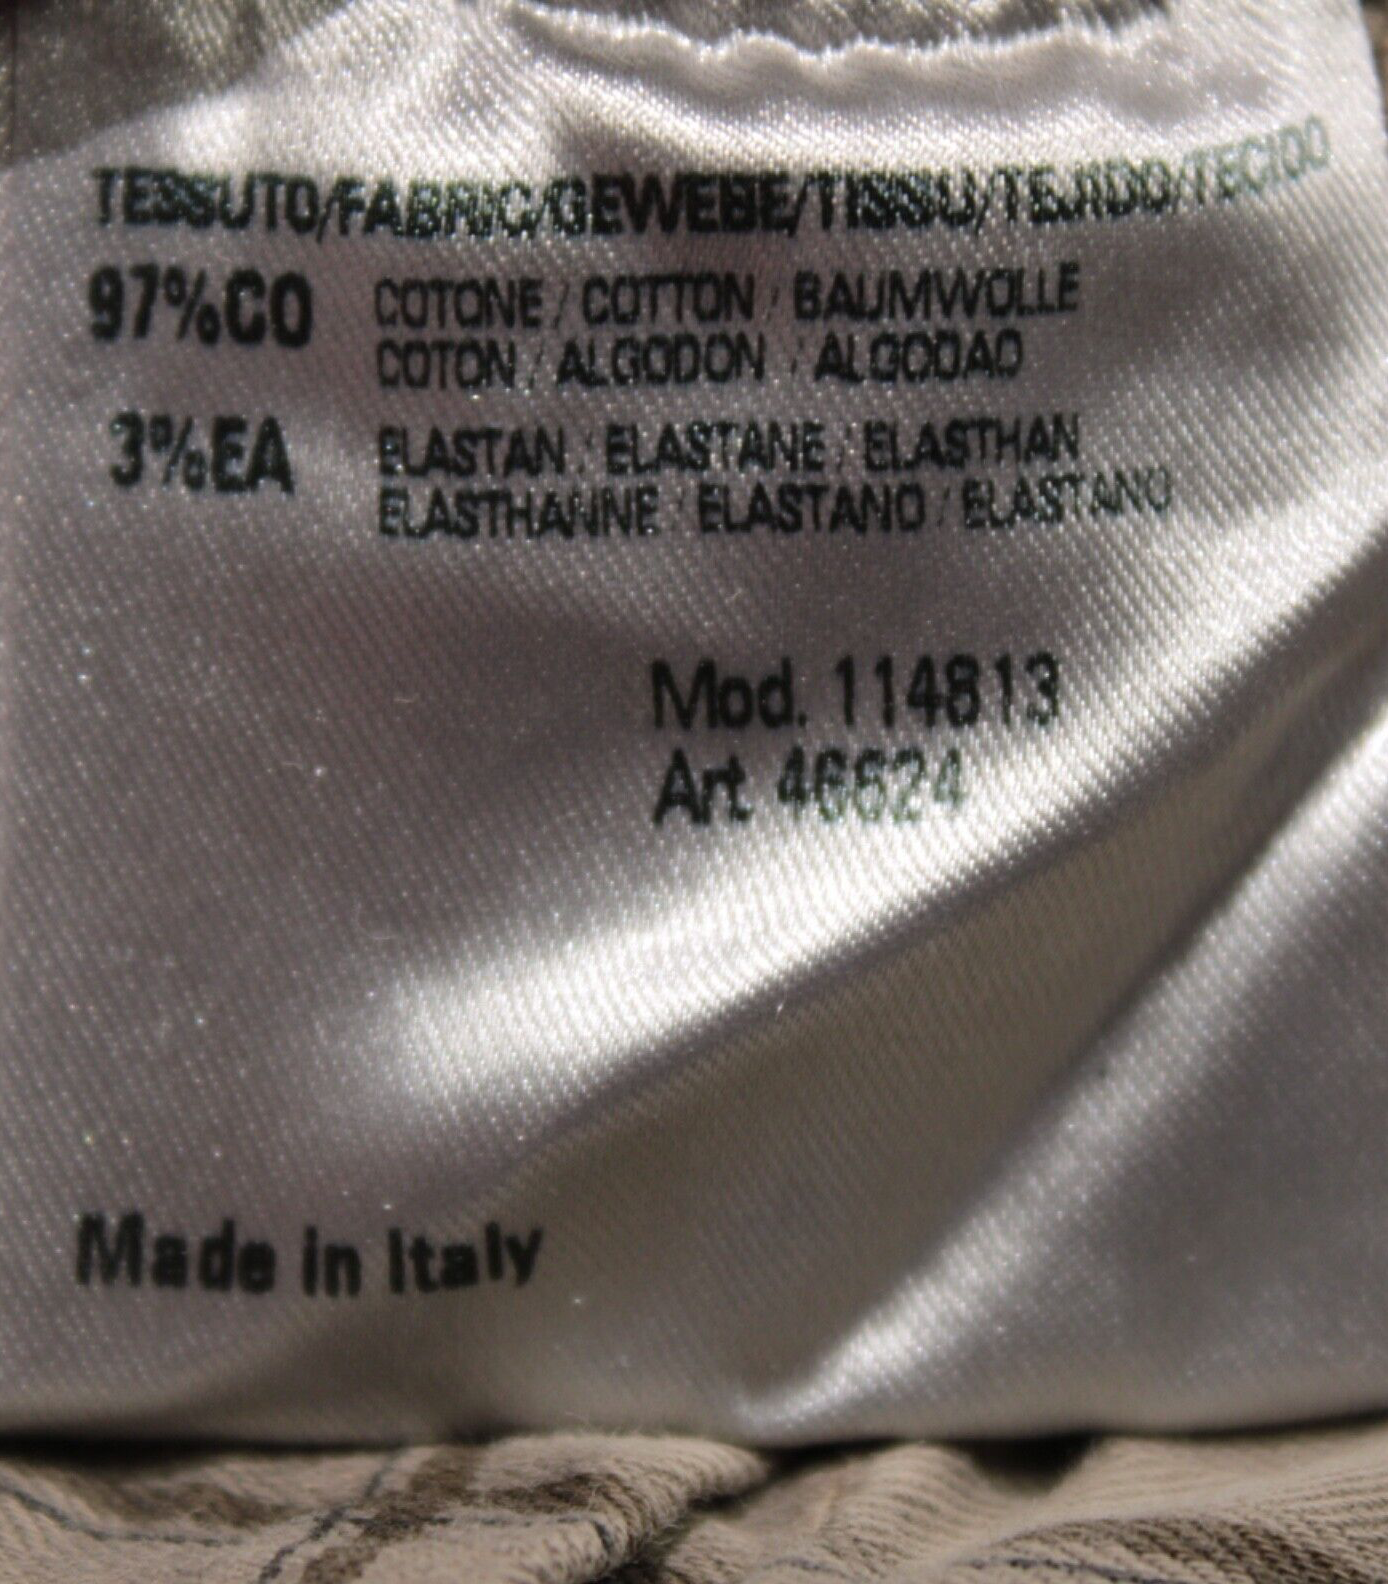 TESSUTO/FABRIC/GEWEBE/TISSU/TEJIDO/TECIDO
97%CO COTONE / COTTON / BAUMWOLLE
COTON / ALGODON / ALGODAO
3%EA ELASTAN / ELASTANE / ELASTHAN
ELASTHANNE / ELASTANO / ELASTANO
Mod. 114813
Art. 46624
Made in Italy